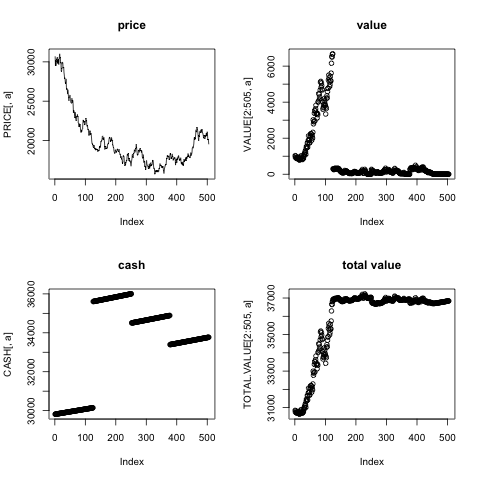 price
PRICE[, a]
20000 25000 30000
0 100 200 300 400 500
Index
value
VALUE[2:505, a]
0 2000 4000 6000
0 100 200 300 400 500
Index
cash
CASH[, a]
30000 32000 34000 36000
0 100 200 300 400 500
Index
total value
TOTAL.VALUE[2:505, a]
31000 33000 35000 37000
0 100 200 300 400 500
Index